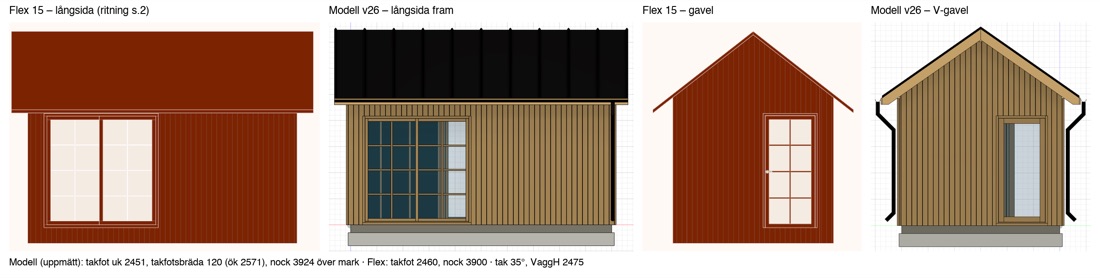 Flex 15 – långsida (ritning s.2)
Modell v26 – långsida fram
Flex 15 – gavel
Modell v26 – V-gavel
Modell (uppmätt): takfot uk 2451, takfotsbräda 120 (ök 2571), nock 3924 över mark · Flex: takfot 2460, nock 3900 · tak 35°, VaggH 2475